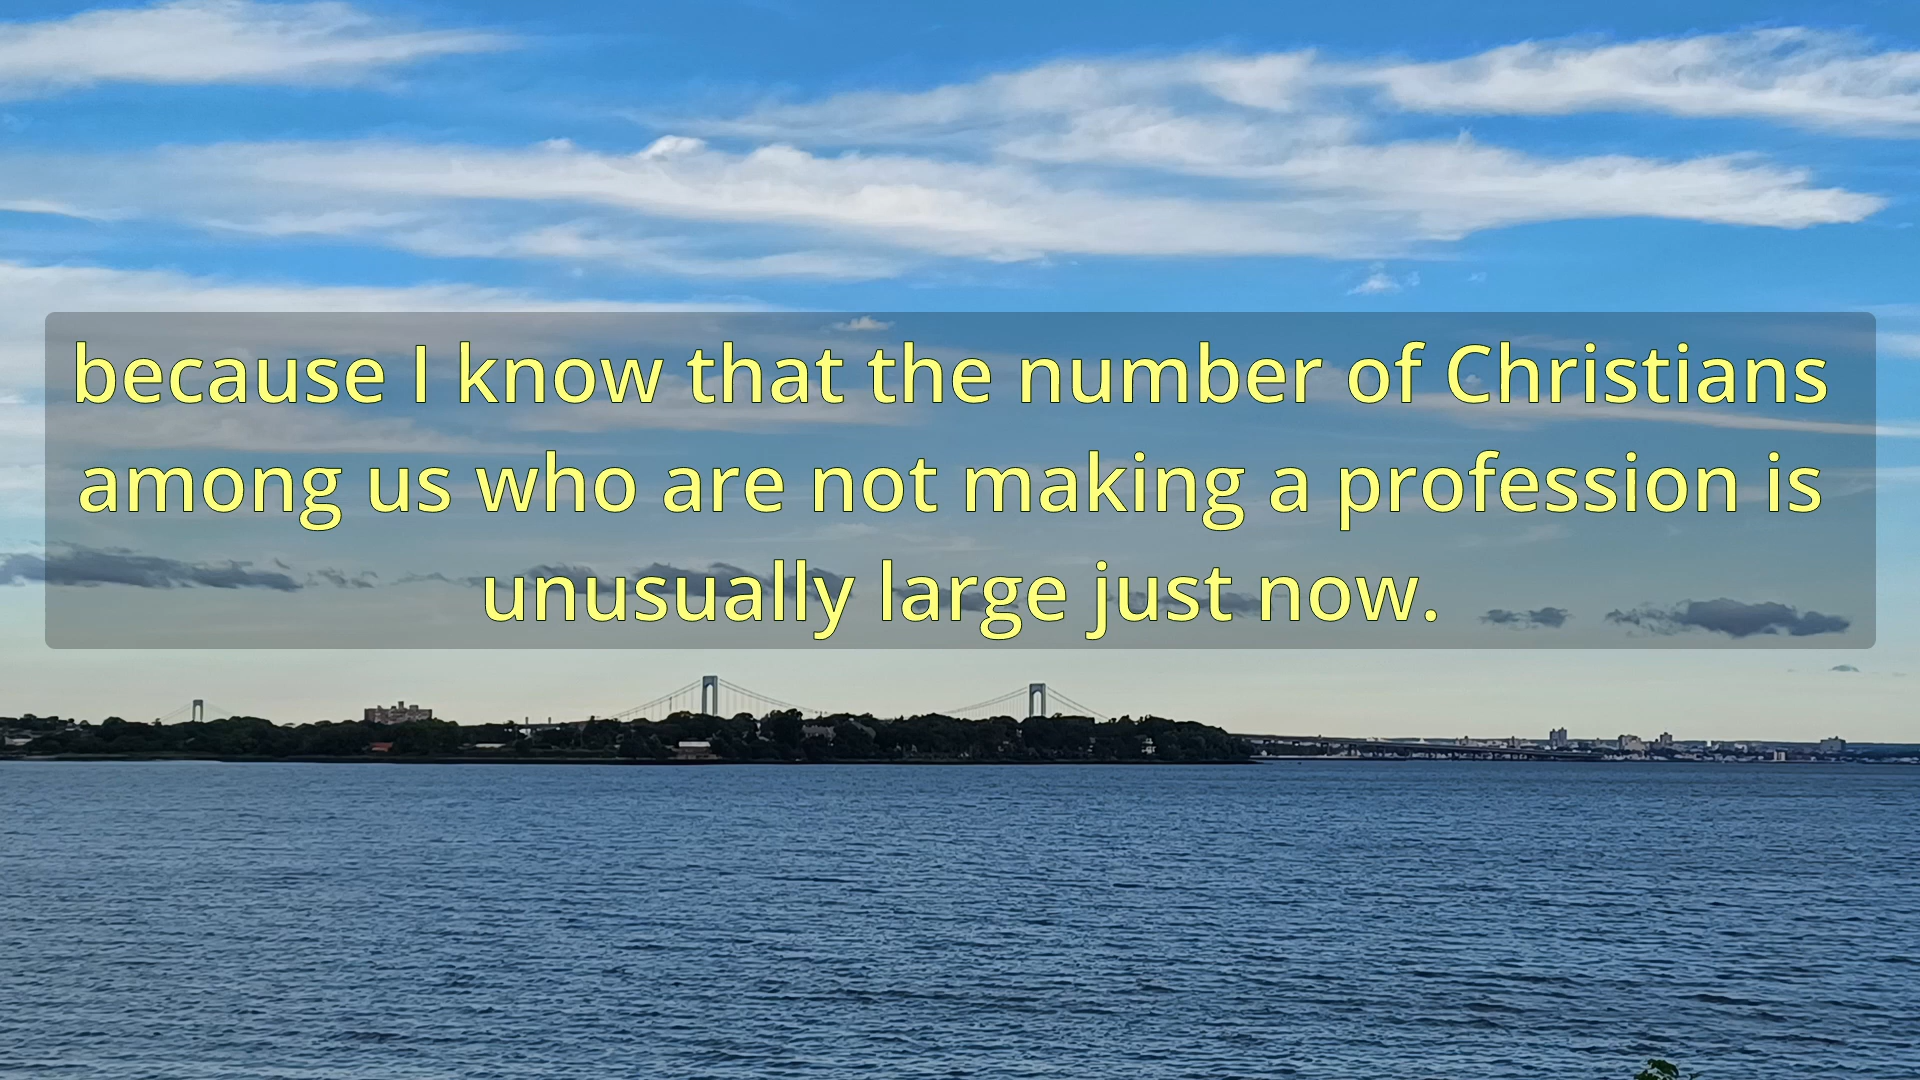 because I know that the number of Christians
among us who are not making a profession is
unusually large just now.